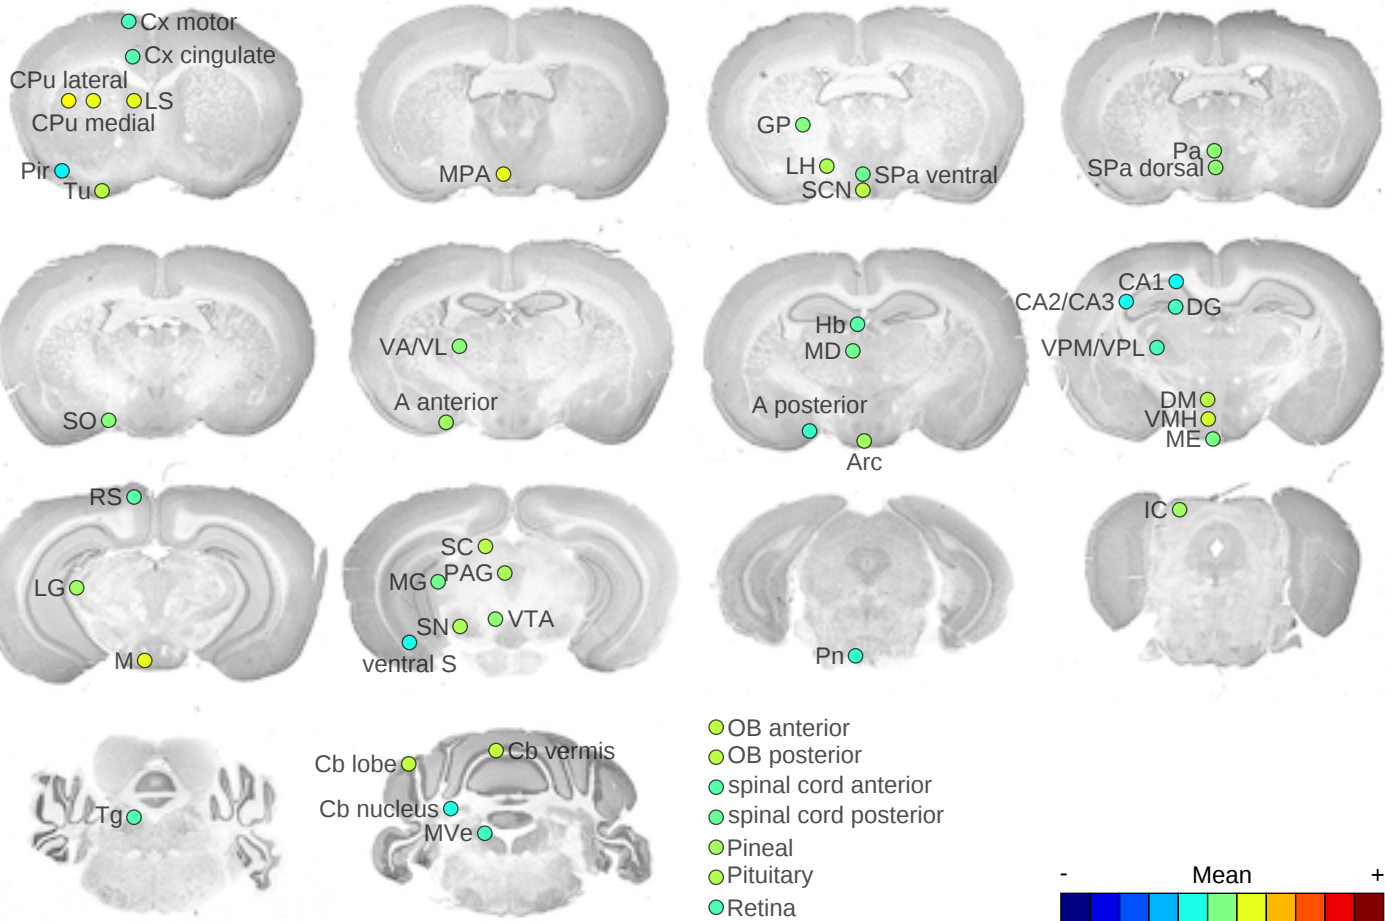 Cx motor
Cx cingulate
CPu lateral
LS
CPu medial
Pir
Tu
MPA
GP
LH
SPa ventral
SCN
Pa
SPa dorsal
SO
VA/VL
A anterior
Hb
MD
A posterior
Arc
CA1
CA2/CA3
DG
VPM/VPL
DM
VMH
ME
RS
LG
M
SC
PAG
MG
SN
VTA
ventral S
Pn
IC
Tg
Cb lobe
Cb vermis
Cb nucleus
MVe
OB anterior
OB posterior
spinal cord anterior
spinal cord posterior
Pineal
Pituitary
Retina
- Mean +